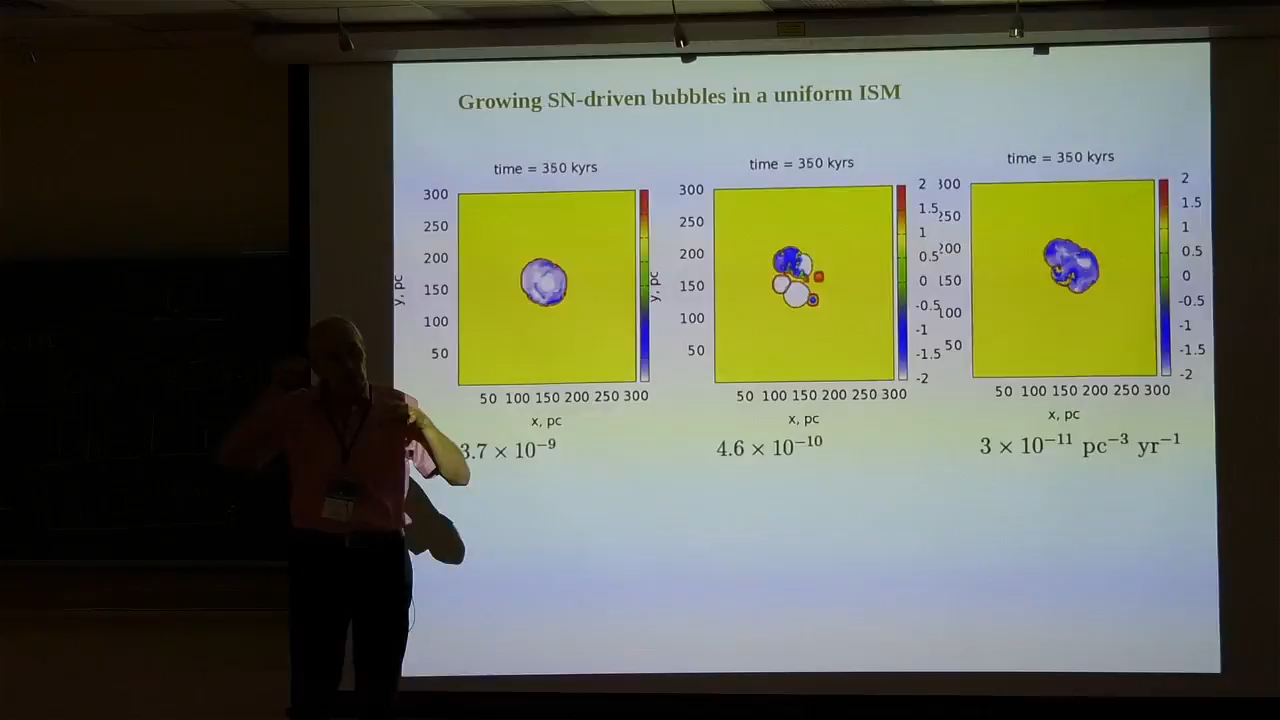 Growing SN-driven bubbles in a uniform ISM
time = 350 kyrs
300
250
200
150
100
50
y, pc
50 100 150 200 250 300
x, pc
3.7 × 10⁻⁹
time = 350 kyrs
300
250
200
150
100
50
y, pc
2
1.5
1
0.5
0
-0.5
-1
-1.5
-2
50 100 150 200 250 300
x, pc
4.6 × 10⁻¹⁰
time = 350 kyrs
300
250
200
150
100
50
2
1.5
1
0.5
0
-0.5
-1
-1.5
-2
50 100 150 200 250 300
x, pc
3 × 10⁻¹¹ pc⁻³ yr⁻¹